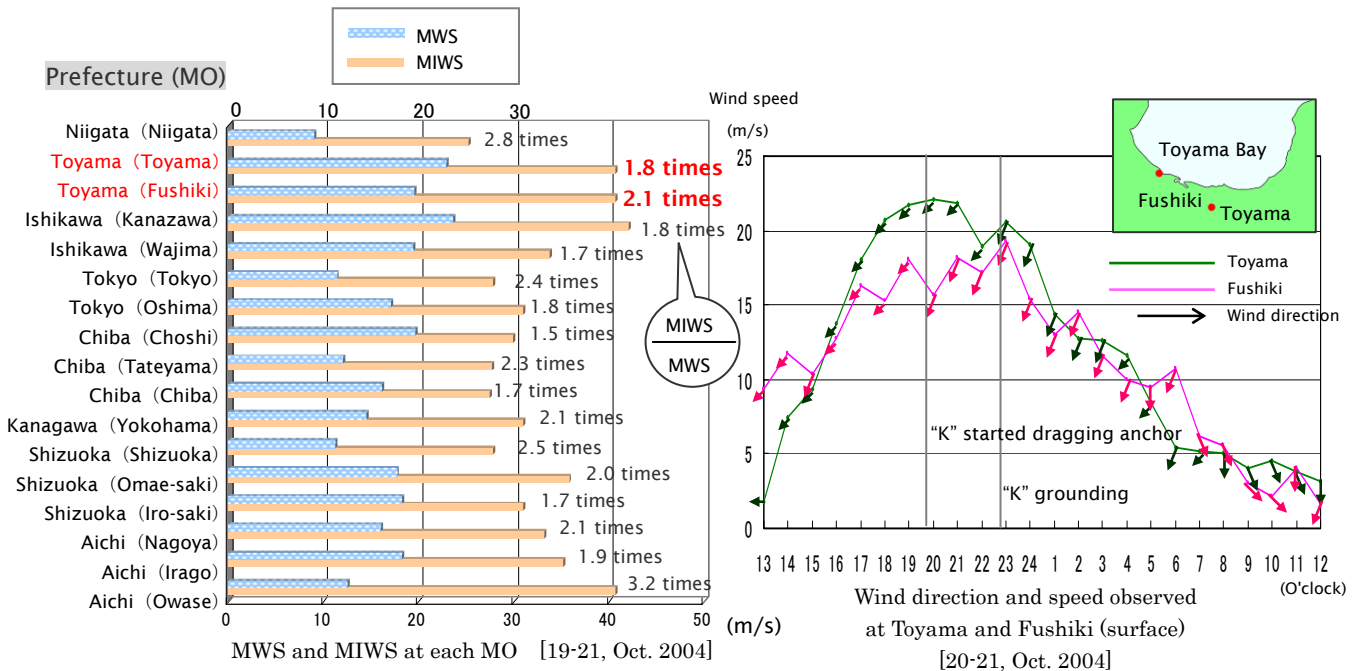 MWS
MIWS
Prefecture (MO)
0 10 20 30
Niigata (Niigata)
2.8 times
Toyama (Toyama)
1.8 times
Toyama (Fushiki)
2.1 times
Ishikawa (Kanazawa)
1.8 times
Ishikawa (Wajima)
1.7 times
Tokyo (Tokyo)
2.4 times
Tokyo (Oshima)
1.8 times
Chiba (Choshi)
1.5 times
Chiba (Tateyama)
2.3 times
Chiba (Chiba)
1.7 times
Kanagawa (Yokohama)
2.1 times
Shizuoka (Shizuoka)
2.5 times
Shizuoka (Omae-saki)
2.0 times
Shizuoka (Iro-saki)
1.7 times
Aichi (Nagoya)
2.1 times
Aichi (Irago)
1.9 times
Aichi (Owase)
3.2 times
MIWS
MWS
0 10 20 30 40 50
(m/s)
MWS and MIWS at each MO [19-21, Oct. 2004]
Wind speed
(m/s)
25
20
15
10
5
0
Toyama Bay
Fushiki
Toyama
Toyama
Fushiki
Wind direction
“K” started dragging anchor
“K” grounding
13 14 15 16 17 18 19 20 21 22 23 24 1 2 3 4 5 6 7 8 9 10 11 12
(O'clock)
Wind direction and speed observed
at Toyama and Fushiki (surface)
[20-21, Oct. 2004]